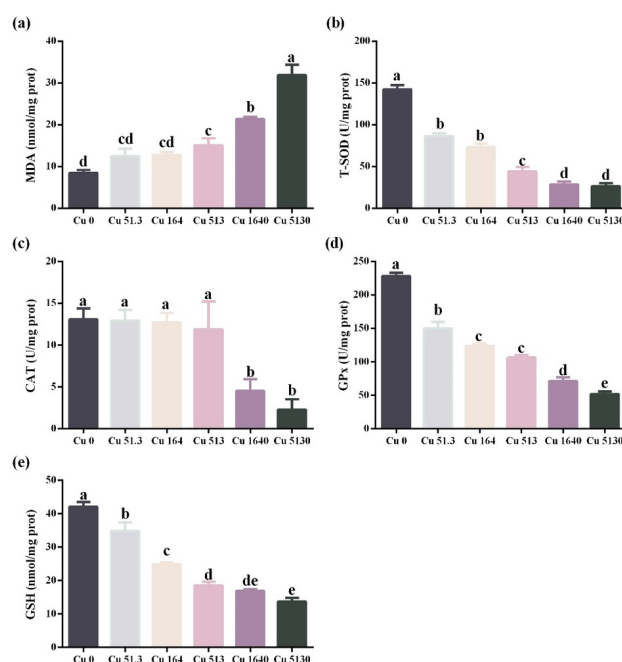 (a)
MDA (nmol/mg prot)
40
30
20
10
0
d
cd
cd
c
b
a
Cu 0 Cu 51.3 Cu 164 Cu 513 Cu 1640 Cu 5130
(b)
T-SOD (U/mg prot)
200
150
100
50
0
a
b
b
c
d
d
Cu 0 Cu 51.3 Cu 164 Cu 513 Cu 1640 Cu 5130
(c)
CAT (U/mg prot)
20
15
10
5
0
a
a
a
a
b
b
Cu 0 Cu 51.3 Cu 164 Cu 513 Cu 1640 Cu 5130
(d)
GPx (U/mg prot)
250
200
150
100
50
0
a
b
c
c
d
e
Cu 0 Cu 51.3 Cu 164 Cu 513 Cu 1640 Cu 5130
(e)
GSH (nmol/mg prot)
50
40
30
20
10
0
a
b
c
d
de
e
Cu 0 Cu 51.3 Cu 164 Cu 513 Cu 1640 Cu 5130